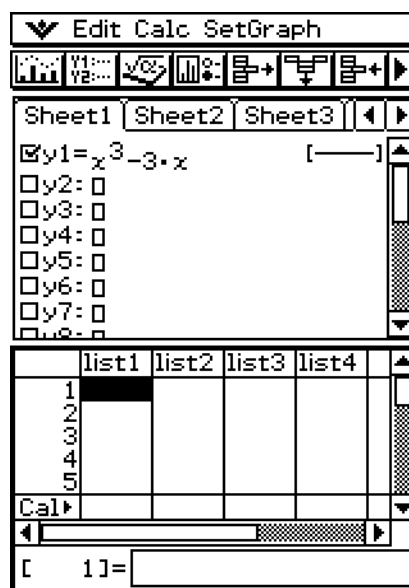 Edit Calc SetGraph
Sheet1 Sheet2 Sheet3
y1=x³-3·x [——]
y2:
y3:
y4:
y5:
y6:
y7:
y8:
list1 list2 list3 list4
1
2
3
4
5
Cal
[ 1]=